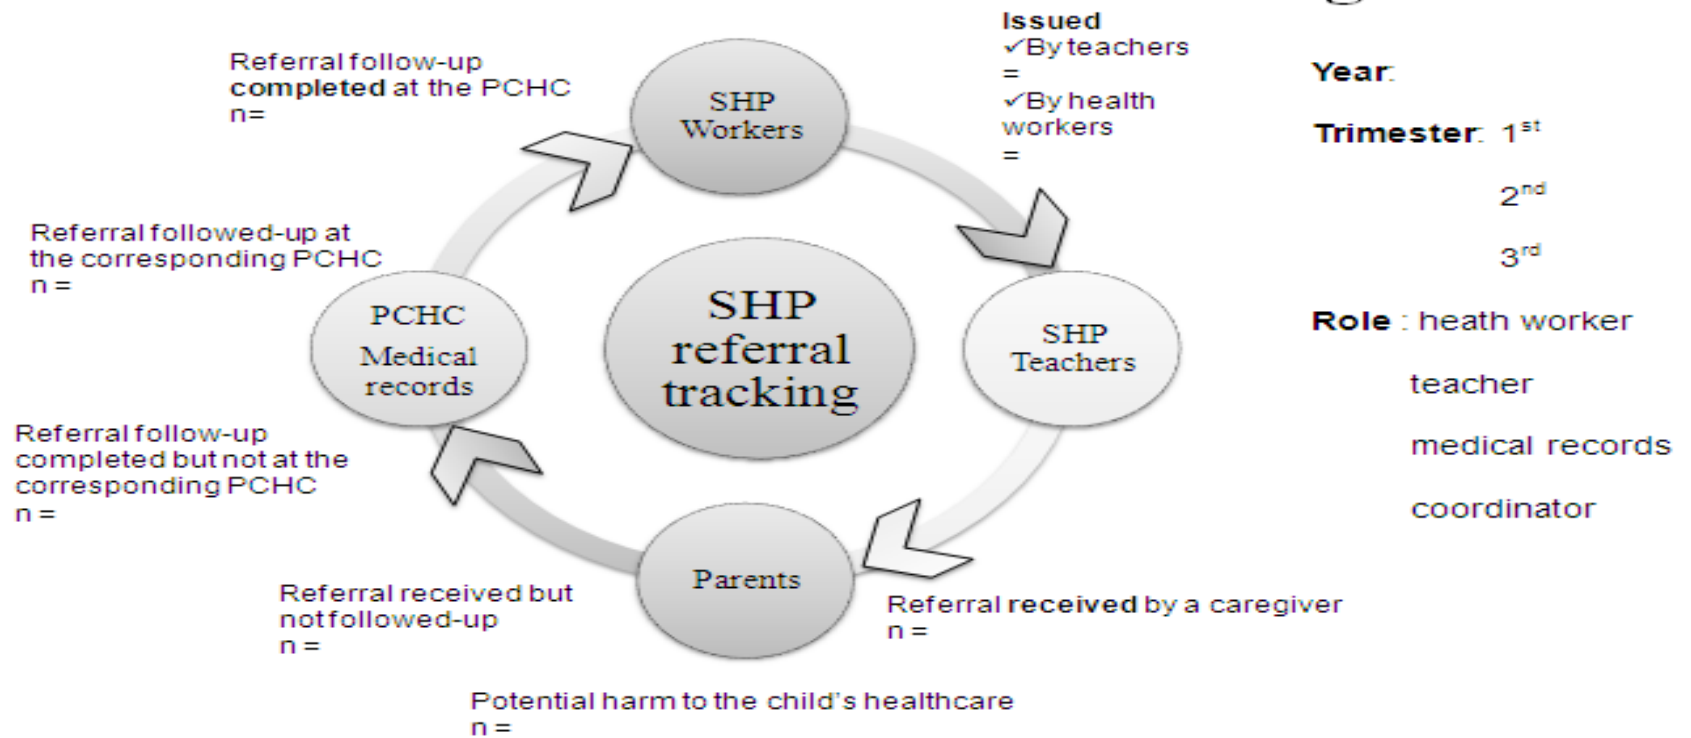 Issued
✓By teachers
=
✓By health
workers
=
Year:
Trimester: 1st
2nd
3rd
Role : heath worker
teacher
medical records
coordinator
Referral follow-up
completed at the PCHC
n=
SHP
Workers
Referral followed-up at
the corresponding PCHC
n =
PCHC
Medical
records
SHP
referral
tracking
SHP
Teachers
Referral follow-up
completed but not at the
corresponding PCHC
n =
Parents
Referral received but
not followed-up
n =
Referral received by a caregiver
n =
Potential harm to the child's healthcare
n =